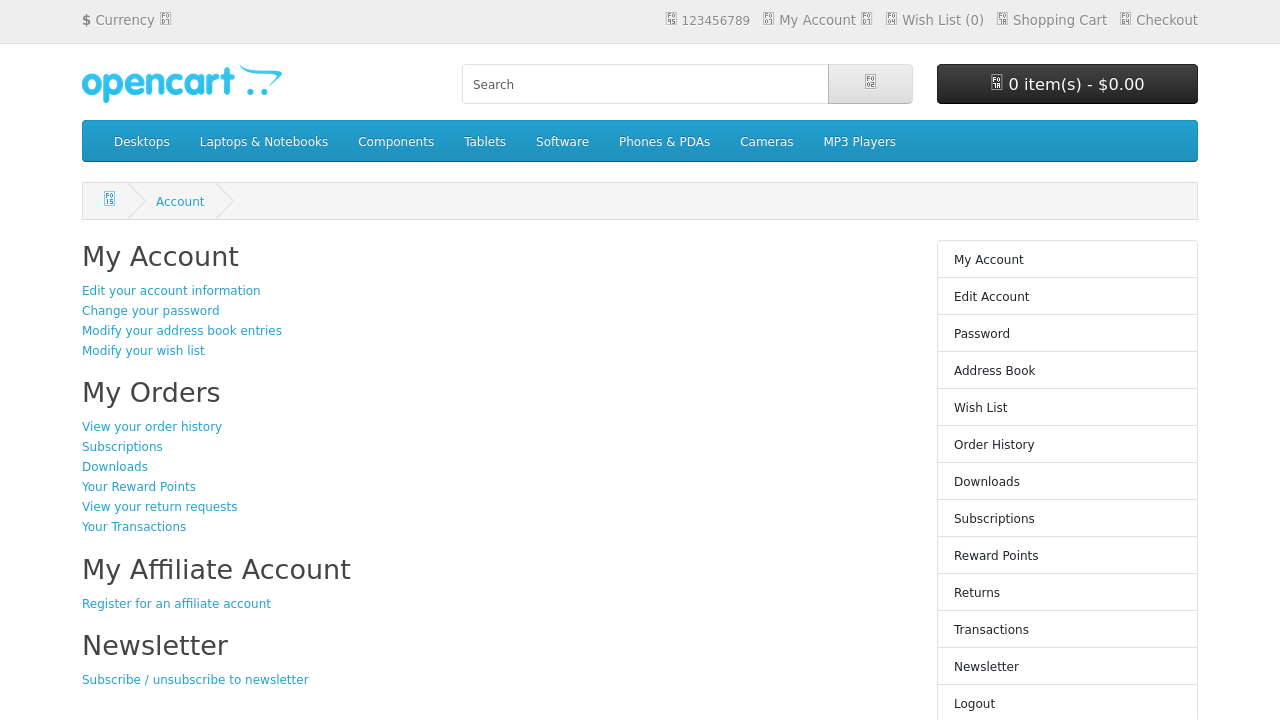 $ Currency
123456789 My Account Wish List (0) Shopping Cart Checkout
opencart
Search
0 item(s) - $0.00
Desktops Laptops & Notebooks Components Tablets Software Phones & PDAs Cameras MP3 Players
Account
My Account
Edit your account information
Change your password
Modify your address book entries
Modify your wish list
My Orders
View your order history
Subscriptions
Downloads
Your Reward Points
View your return requests
Your Transactions
My Affiliate Account
Register for an affiliate account
Newsletter
Subscribe / unsubscribe to newsletter
My Account
Edit Account
Password
Address Book
Wish List
Order History
Downloads
Subscriptions
Reward Points
Returns
Transactions
Newsletter
Logout